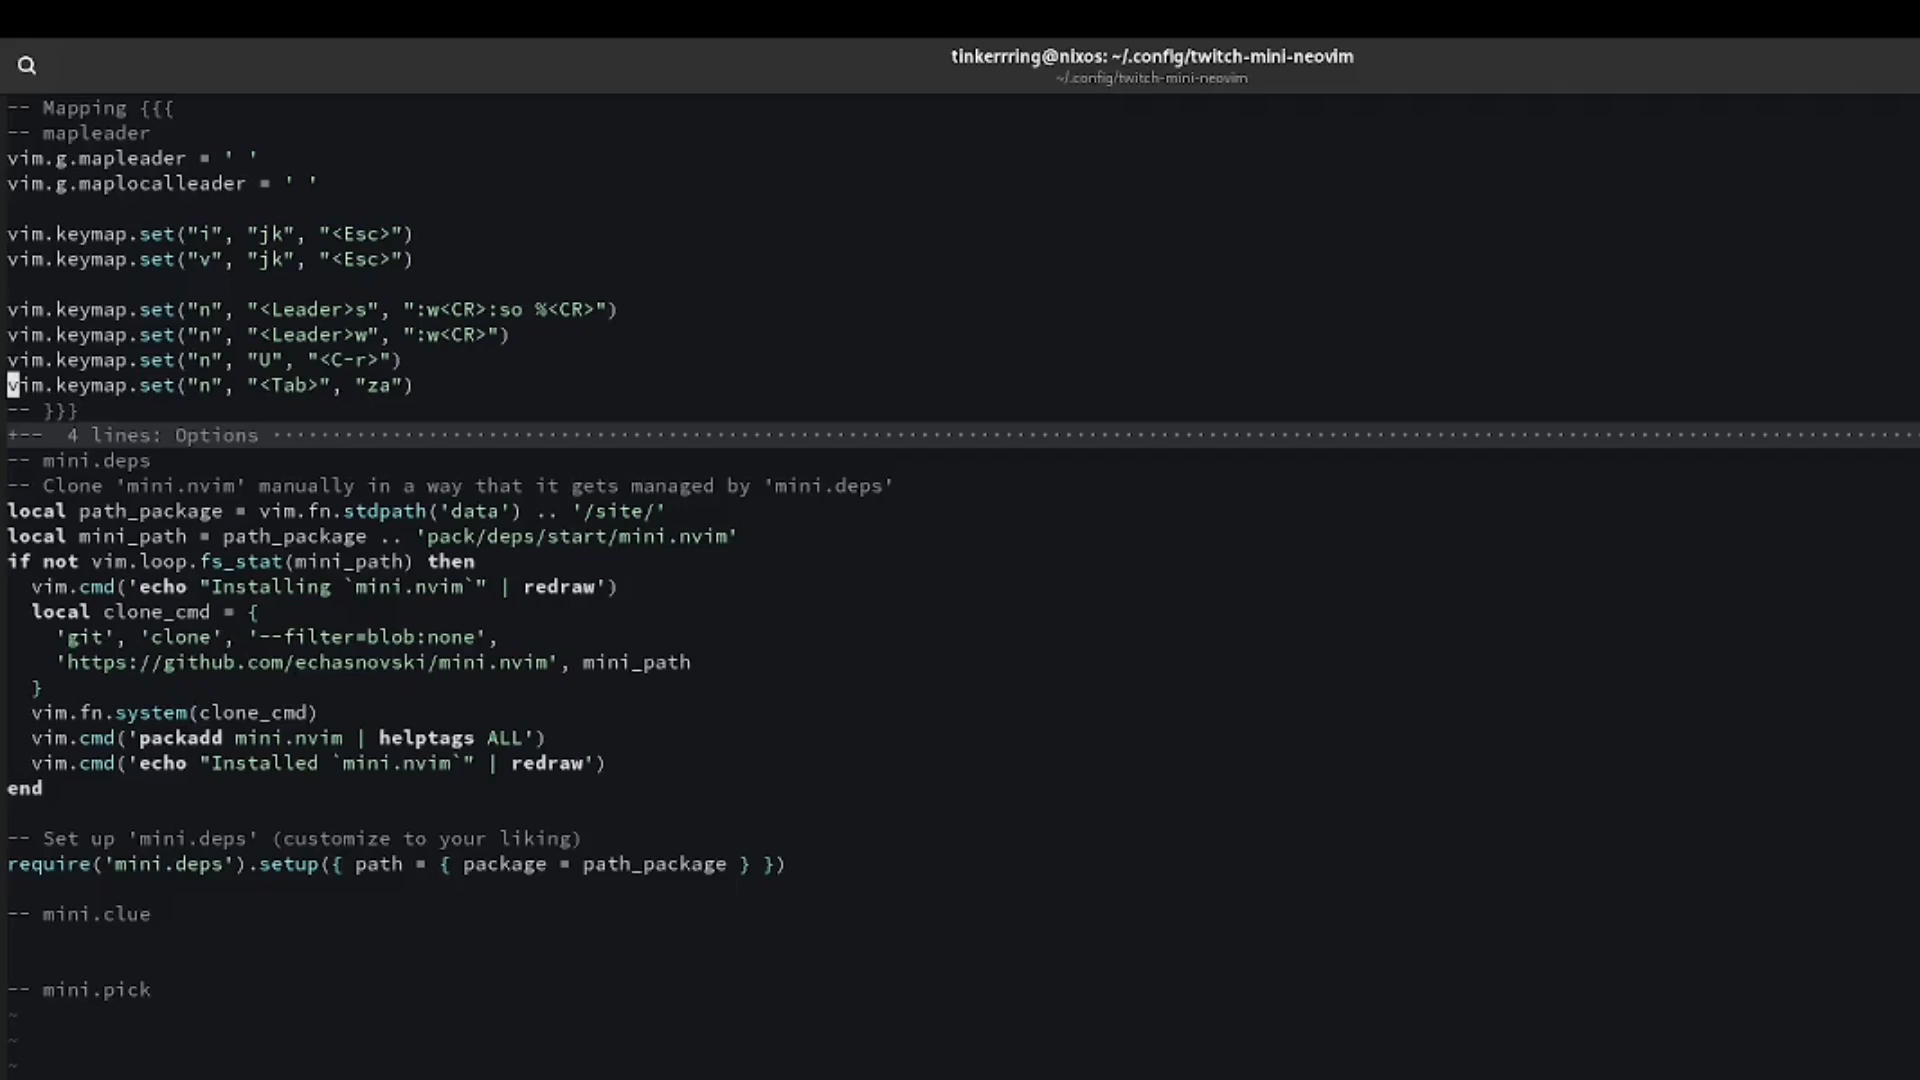 tinkerrring@nixos: ~/.config/twitch-mini-neovim
~/.config/twitch-mini-neovim
-- Mapping {{{
-- mapleader
vim.g.mapleader = ' '
vim.g.maplocalleader = ' '
vim.keymap.set("i", "jk", "<Esc>")
vim.keymap.set("v", "jk", "<Esc>")
vim.keymap.set("n", "<Leader>s", ":w<CR>:so %<CR>")
vim.keymap.set("n", "<Leader>w", ":w<CR>")
vim.keymap.set("n", "U", "<C-r>")
vim.keymap.set("n", "<Tab>", "za")
-- }}}
+--  4 lines: Options ········································································································································
-- mini.deps
-- Clone 'mini.nvim' manually in a way that it gets managed by 'mini.deps'
local path_package = vim.fn.stdpath('data') .. '/site/'
local mini_path = path_package .. 'pack/deps/start/mini.nvim'
if not vim.loop.fs_stat(mini_path) then
  vim.cmd('echo "Installing `mini.nvim`" | redraw')
  local clone_cmd = {
    'git', 'clone', '--filter=blob:none',
    'https://github.com/echasnovski/mini.nvim', mini_path
  }
  vim.fn.system(clone_cmd)
  vim.cmd('packadd mini.nvim | helptags ALL')
  vim.cmd('echo "Installed `mini.nvim`" | redraw')
end
-- Set up 'mini.deps' (customize to your liking)
require('mini.deps').setup({ path = { package = path_package } })
-- mini.clue
-- mini.pick
~
~
~